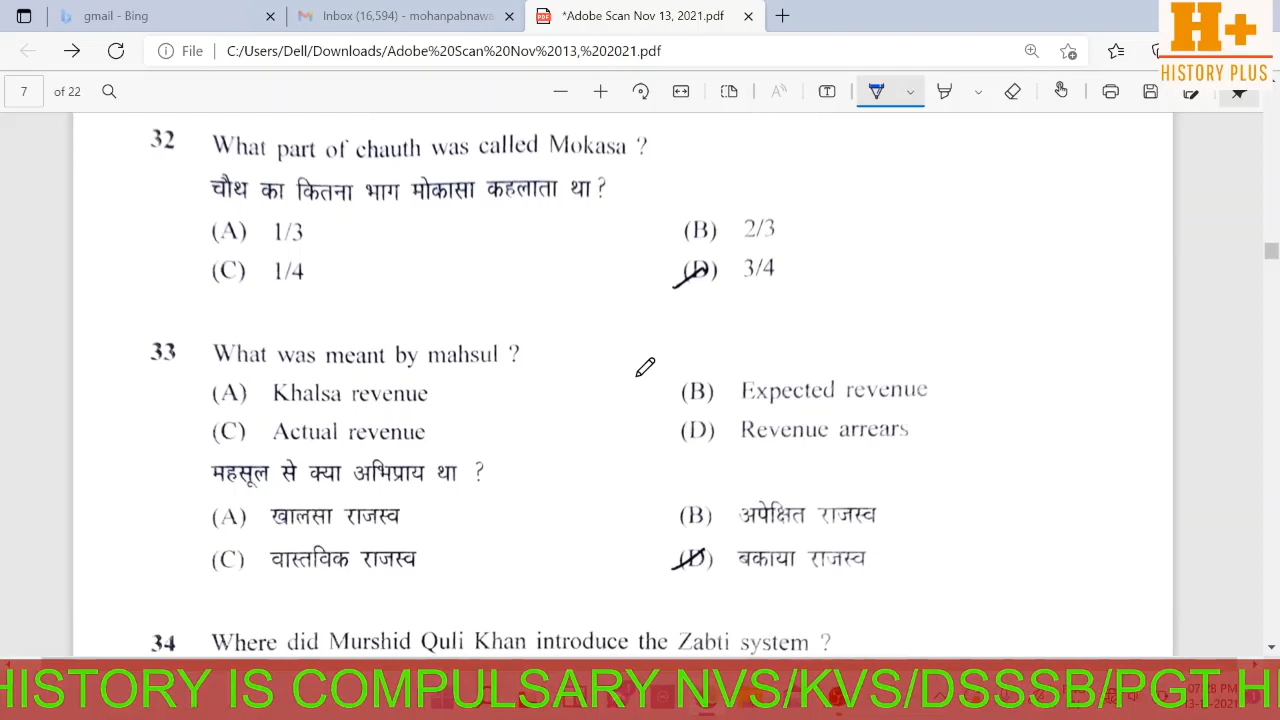 gmail - Bing
Inbox (16,594) - mohanpabnawa
*Adobe Scan Nov 13, 2021.pdf
H+
HISTORY PLUS
File
C:/Users/Dell/Downloads/Adobe%20Scan%20Nov%2013,%202021.pdf
7 of 22
32 What part of chauth was called Mokasa ?
चौथ का कितना भाग मोकासा कहलाता था ?
(A) 1/3 (B) 2/3
(C) 1/4 (D) 3/4
33 What was meant by mahsul ?
(A) Khalsa revenue (B) Expected revenue
(C) Actual revenue (D) Revenue arrears
महसूल से क्या अभिप्राय था ?
(A) खालसा राजस्व (B) अपेक्षित राजस्व
(C) वास्तविक राजस्व (D) बकाया राजस्व
34 Where did Murshid Quli Khan introduce the Zabti system ?
HISTORY IS COMPULSARY NVS/KVS/DSSSB/PGT
07:28 PM